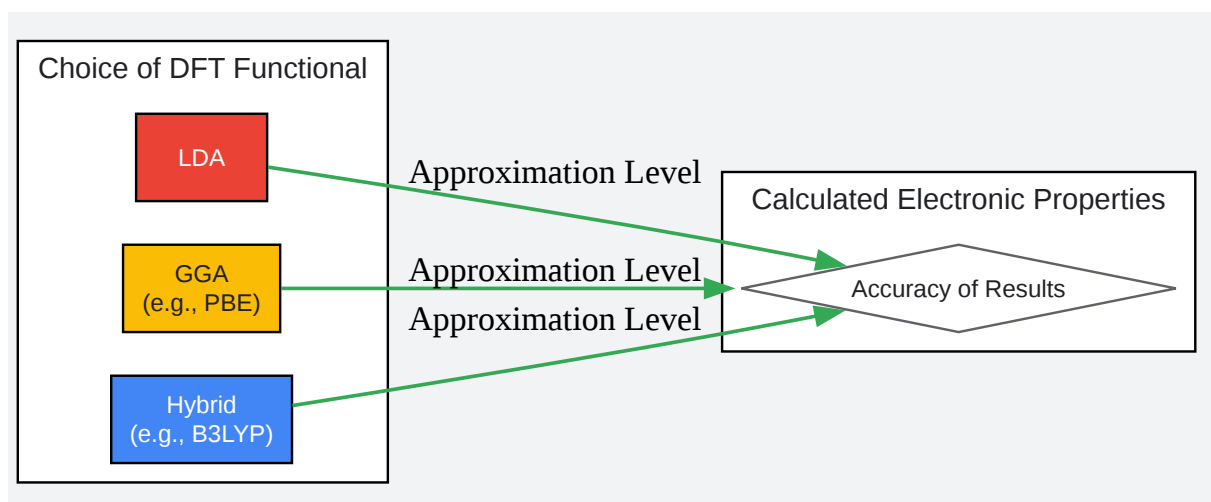 Choice of DFT Functional
LDA
GGA
(e.g., PBE)
Hybrid
(e.g., B3LYP)
Approximation Level
Approximation Level
Approximation Level
Calculated Electronic Properties
Accuracy of Results